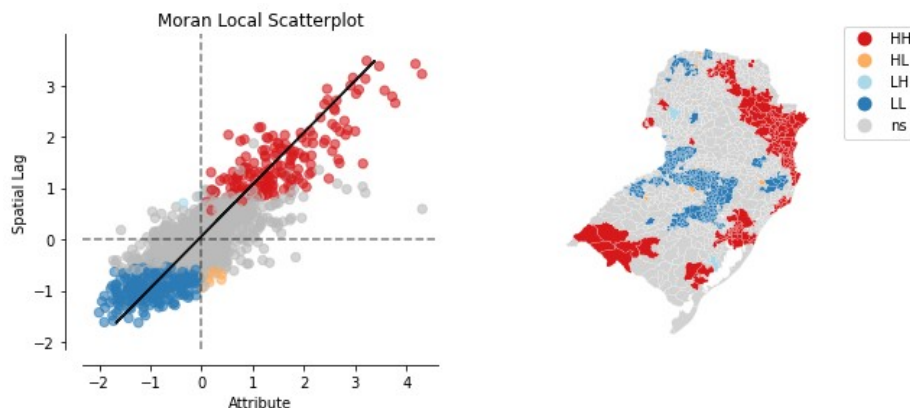 Moran Local Scatterplot
3
2
1
0
−1
−2
Spatial Lag
−2 −1 0 1 2 3 4
Attribute
HH
HL
LH
LL
ns